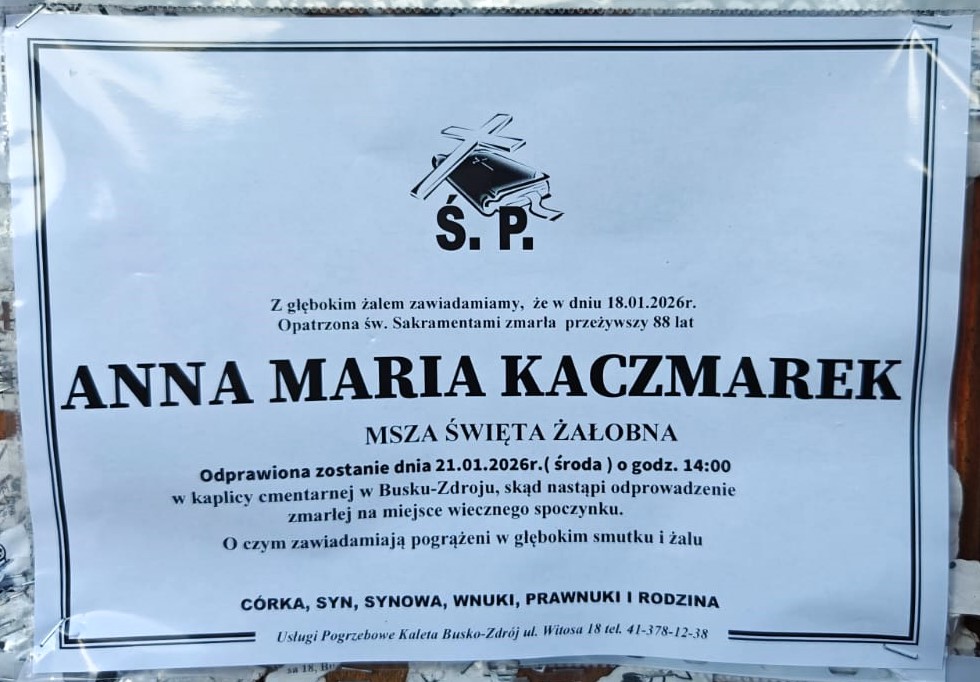 Ś. P.
Z głębokim żalem zawiadamiamy, że w dniu 18.01.2026r.
Opatrzona św. Sakramentami zmarła przeżywszy 88 lat
ANNA MARIA KACZMAREK
MSZA ŚWIĘTA ŻAŁOBNA
Odprawiona zostanie dnia 21.01.2026r.( środa ) o godz. 14:00
w kaplicy cmentarnej w Busku-Zdroju, skąd nastąpi odprowadzenie
zmarłej na miejsce wiecznego spoczynku.
O czym zawiadamiają pogrążeni w głębokim smutku i żalu
CÓRKA, SYN, SYNOWA, WNUKI, PRAWNUKI I RODZINA
Usługi Pogrzebowe Kaleta Busko-Zdrój ul. Witosa 18 tel. 41-378-12-38